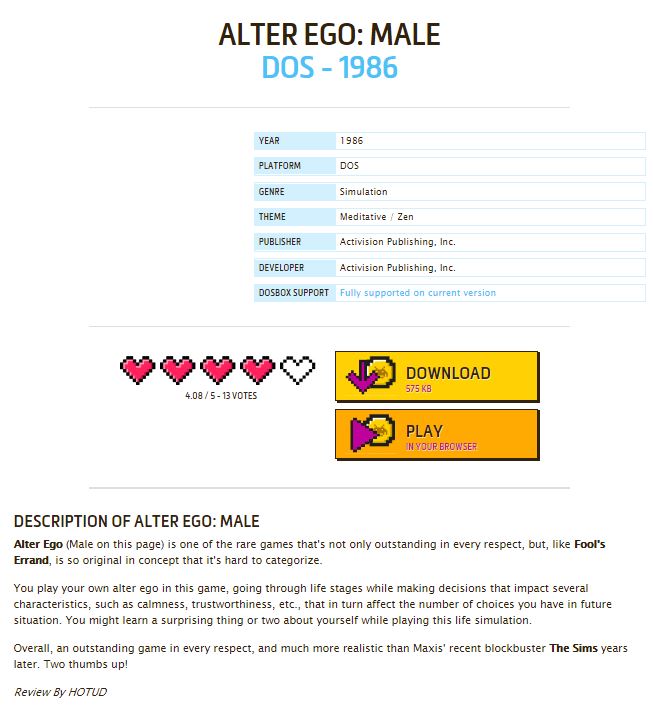 ALTER EGO: MALE
DOS - 1986
YEAR 1986
PLATFORM DOS
GENRE Simulation
THEME Meditative / Zen
PUBLISHER Activision Publishing, Inc.
DEVELOPER Activision Publishing, Inc.
DOSBOX SUPPORT Fully supported on current version
4.08 / 5 - 13 VOTES
DOWNLOAD
575 KB
PLAY
IN YOUR BROWSER
DESCRIPTION OF ALTER EGO: MALE
Alter Ego (Male on this page) is one of the rare games that's not only outstanding in every respect, but, like Fool's
Errand, is so original in concept that it's hard to categorize.
You play your own alter ego in this game, going through life stages while making decisions that impact several
characteristics, such as calmness, trustworthiness, etc., that in turn affect the number of choices you have in future
situation. You might learn a surprising thing or two about yourself while playing this life simulation.
Overall, an outstanding game in every respect, and much more realistic than Maxis' recent blockbuster The Sims years
later. Two thumbs up!
Review By HOTUD